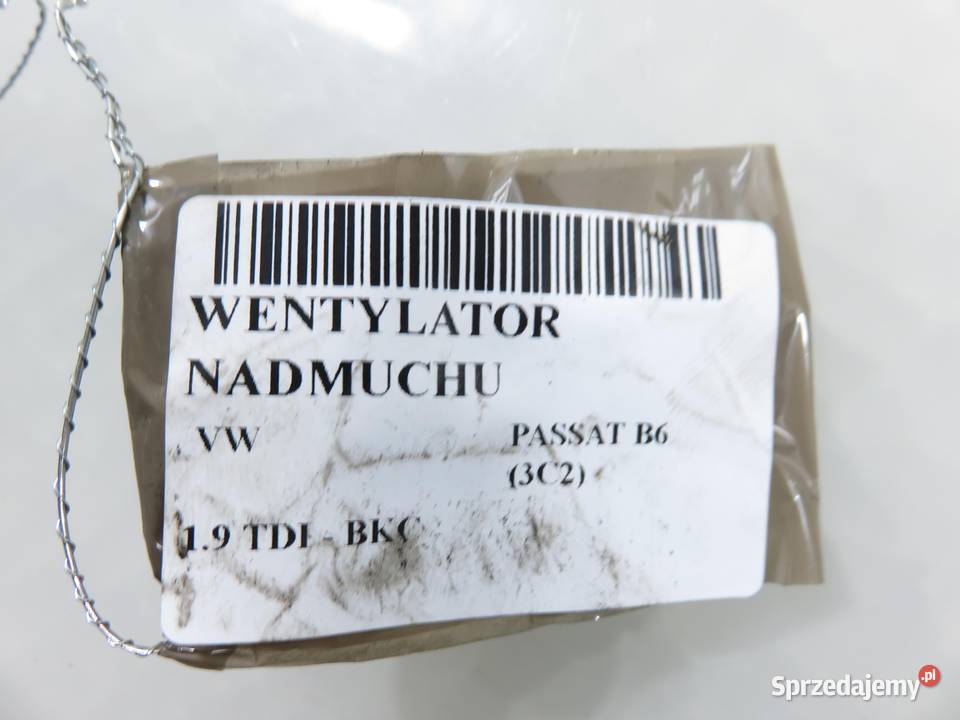 WENTYLATOR
NADMUCHU
VW PASSAT B6
(3C2)
1.9 TDI - BKC
Sprzedajemy.pl